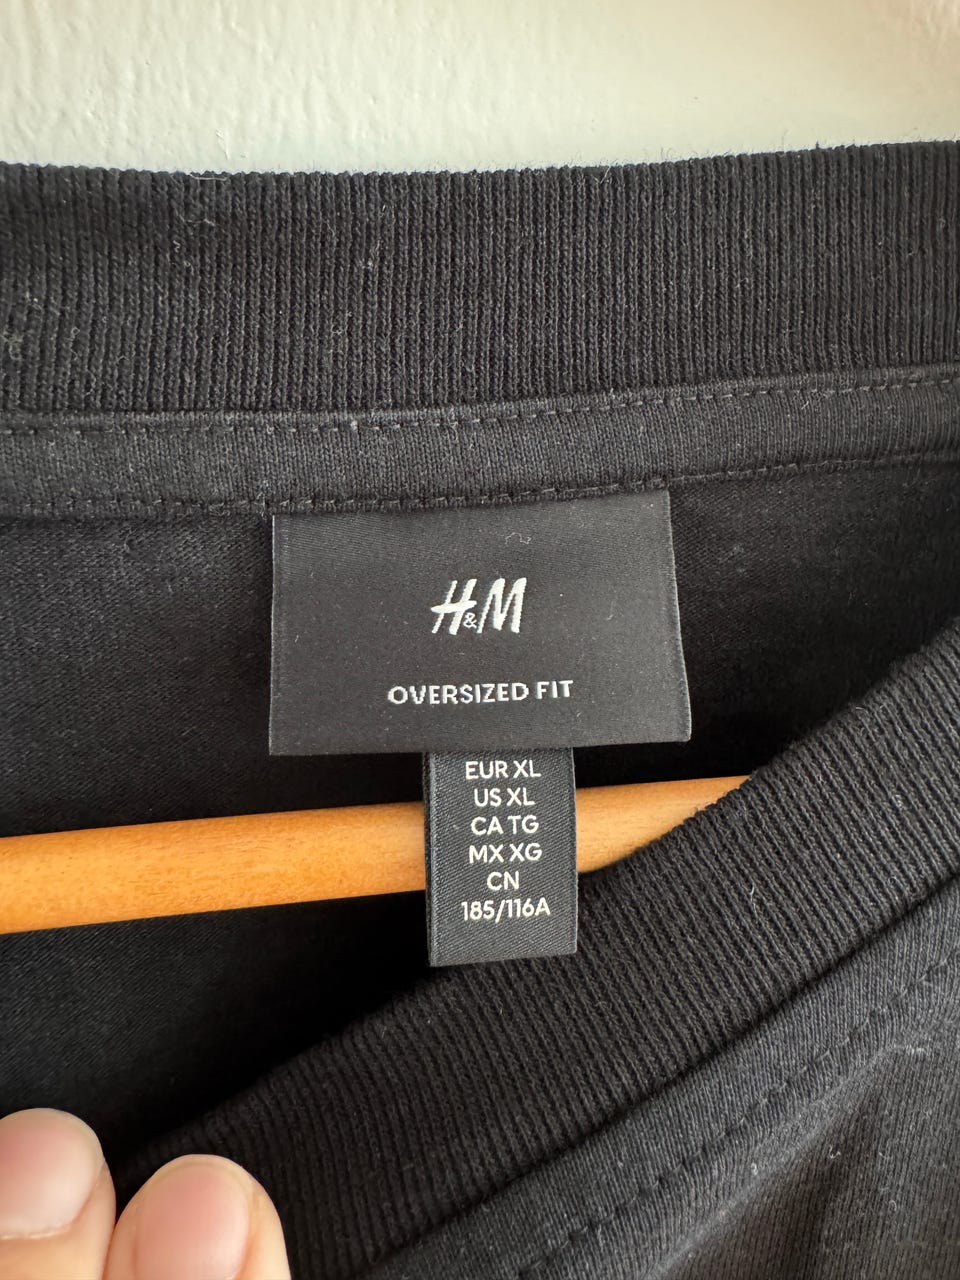 H&M
OVERSIZED FIT
EUR XL
US XL
CA TG
MX XG
CN
185/116A